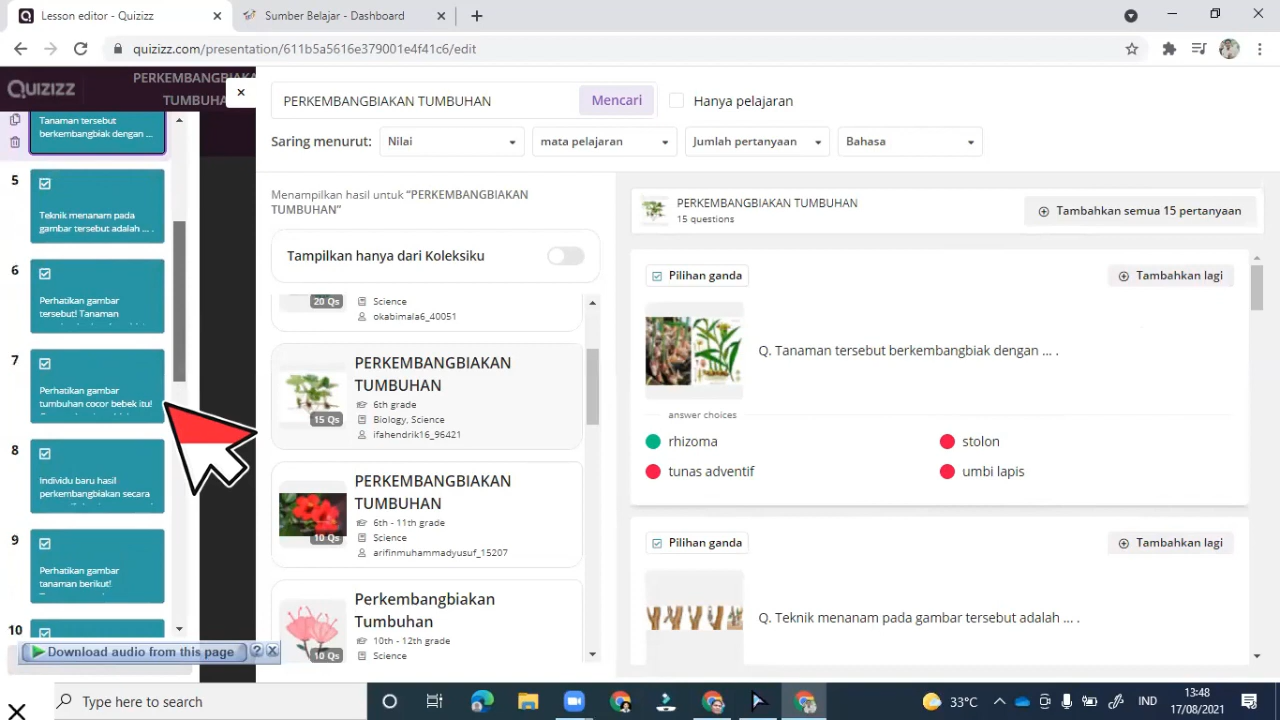 Lesson editor - Quizizz
Sumber Belajar - Dashboard
quizizz.com/presentation/611b5a5616e379001e4f41c6/edit
QUIZIZZ
PERKEMBANGBIAKA
TUMBUHA
PERKEMBANGBIAKAN TUMBUHAN
Mencari
Hanya pelajaran
Saring menurut:
Nilai
mata pelajaran
Jumlah pertanyaan
Bahasa
Tanaman tersebut
berkembangbiak dengan ...
5
Teknik menanam pada
gambar tersebut adalah ... .
6
Perhatikan gambar
tersebut! Tanaman
7
Perhatikan gambar
tumbuhan cocor bebek itu!
8
Individu baru hasil
perkembangbiakan secara
9
Perhatikan gambar
tanaman berikut!
10
Download audio from this page
Menampilkan hasil untuk “PERKEMBANGBIAKAN
TUMBUHAN”
Tampilkan hanya dari Koleksiku
20 Qs
Science
okabimala6_40051
PERKEMBANGBIAKAN
TUMBUHAN
15 Qs
6th grade
Biology, Science
ifahendrik16_96421
PERKEMBANGBIAKAN
TUMBUHAN
10 Qs
6th - 11th grade
Science
arifinmuhammadyusuf_15207
Perkembangbiakan
Tumbuhan
10 Qs
10th - 12th grade
Science
PERKEMBANGBIAKAN TUMBUHAN
15 questions
Tambahkan semua 15 pertanyaan
Pilihan ganda
Tambahkan lagi
Q. Tanaman tersebut berkembangbiak dengan ... .
answer choices
rhizoma
stolon
tunas adventif
umbi lapis
Pilihan ganda
Tambahkan lagi
Q. Teknik menanam pada gambar tersebut adalah ... .
Type here to search
33°C
IND
13:48
17/08/2021